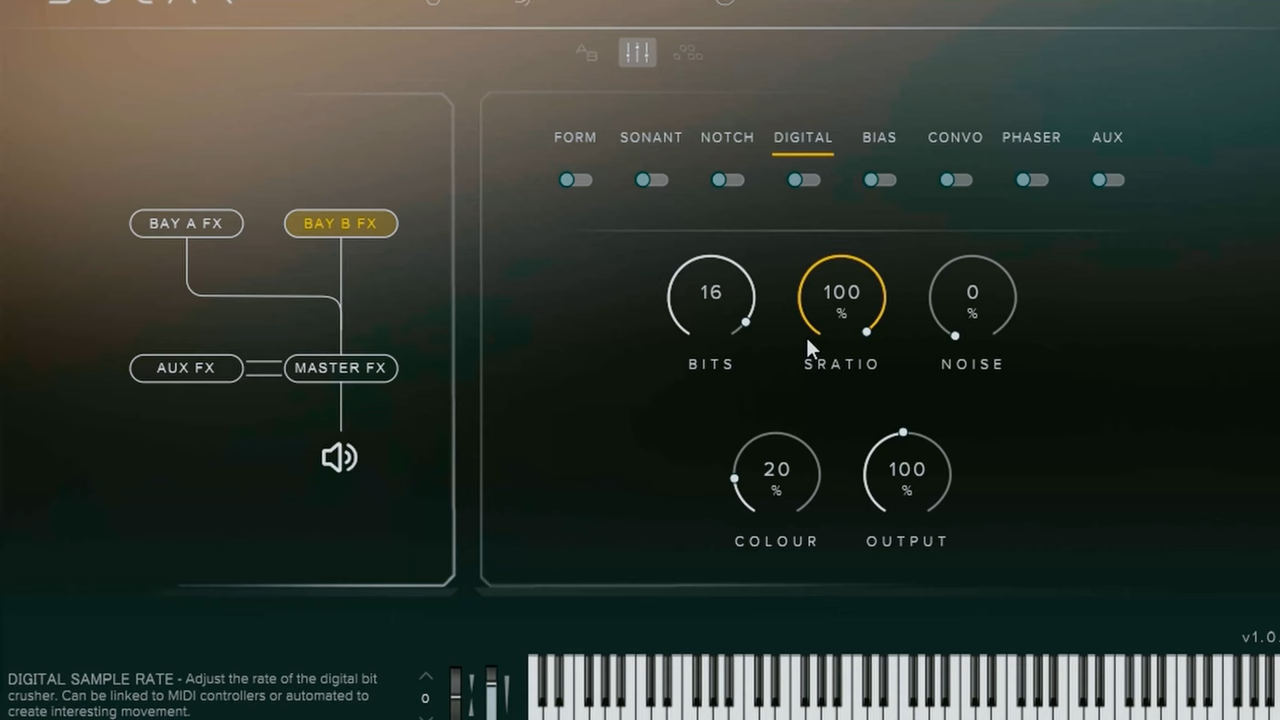 A B
FORM SONANT NOTCH DIGITAL BIAS CONVO PHASER AUX
BAY A FX BAY B FX
16 100 % 0 %
BITS SRATIO NOISE
AUX FX MASTER FX
20 % 100 %
COLOUR OUTPUT
v1.0.
DIGITAL SAMPLE RATE - Adjust the rate of the digital bit
crusher. Can be linked to MIDI controllers or automated to
create interesting movement.
0